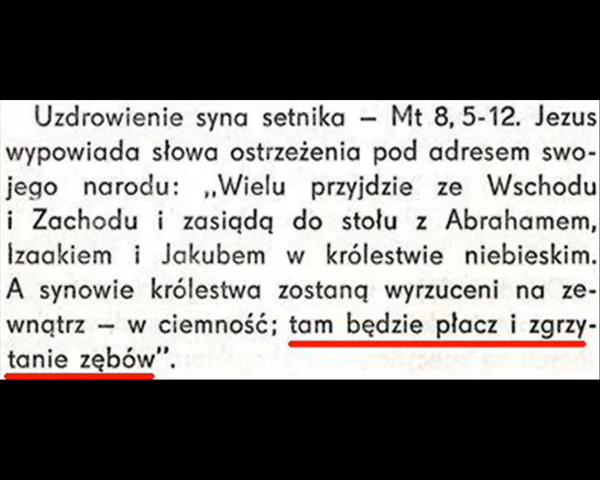 Uzdrowienie syna setnika – Mt 8, 5-12. Jezus
wypowiada słowa ostrzeżenia pod adresem swo-
jego narodu: „Wielu przyjdzie ze Wschodu
i Zachodu i zasiądą do stołu z Abrahamem,
Izaakiem i Jakubem w królestwie niebieskim.
A synowie królestwa zostaną wyrzuceni na ze-
wnątrz – w ciemność; tam będzie płacz i zgrzy-
tanie zębów”.